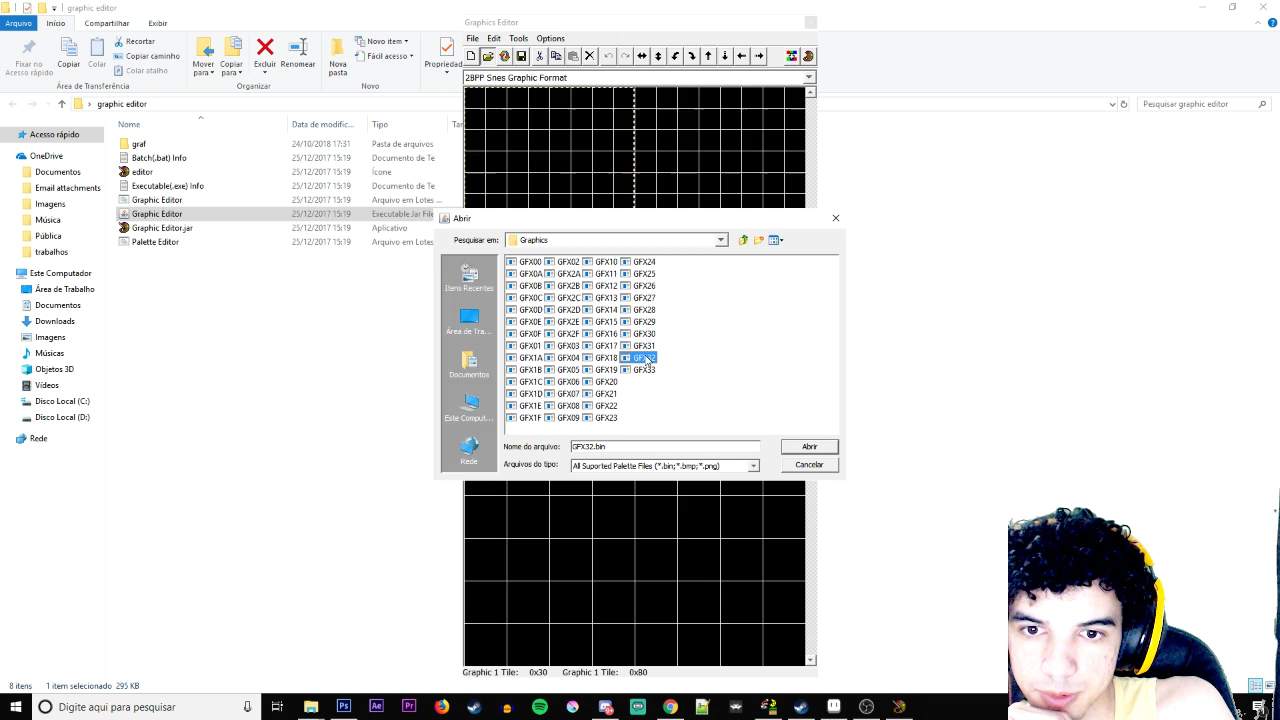 graphic editor
Arquivo Início Compartilhar Exibir
Fixar no Acesso rápido
Copiar
Colar
Recortar
Copiar caminho
Colar atalho
Área de Transferência
Mover para
Copiar para
Excluir
Renomear
Organizar
Nova pasta
Novo item
Fácil acesso
Novo
Propriedad
graphic editor
Pesquisar graphic editor
Acesso rápido
OneDrive
Documentos
Email attachments
Imagens
Música
Pública
trabalhos
Este Computador
Área de Trabalho
Documentos
Downloads
Imagens
Músicas
Objetos 3D
Vídeos
Disco Local (C:)
Disco Local (D:)
Rede
Nome Data de modific... Tipo Ta
graf 24/10/2018 17:31 Pasta de arquivos
Batch(.bat) Info 25/12/2017 15:19 Documento de Te
editor 25/12/2017 15:19 Ícone
Executable(.exe) Info 25/12/2017 15:19 Documento de Te
Graphic Editor 25/12/2017 15:19 Arquivo em Lotes
Graphic Editor 25/12/2017 15:19 Executable Jar File
Graphic Editor.jar 25/12/2017 15:19 Aplicativo
Palette Editor 25/12/2017 15:19 Arquivo em Lotes
Graphics Editor
File Edit Tools Options
2BPP Snes Graphic Format
Abrir
Pesquisar em: Graphics
Itens Recentes
Área de Tra...
Documentos
Este Comput...
Rede
GFX00 GFX02 GFX10 GFX24
GFX0A GFX2A GFX11 GFX25
GFX0B GFX2B GFX12 GFX26
GFX0C GFX2C GFX13 GFX27
GFX0D GFX2D GFX14 GFX28
GFX0E GFX2E GFX15 GFX29
GFX0F GFX2F GFX16 GFX30
GFX01 GFX03 GFX17 GFX31
GFX1A GFX04 GFX18 GFX32
GFX1B GFX05 GFX19 GFX33
GFX1C GFX06 GFX20
GFX1D GFX07 GFX21
GFX1E GFX08 GFX22
GFX1F GFX09 GFX23
Nome do arquivo: GFX32.bin Abrir
Arquivos do tipo: All Suported Palette Files (*.bin;*.bmp;*.png) Cancelar
Graphic 1 Tile: 0x30 Graphic 1 Tile: 0x80
8 itens 1 item selecionado 295 KB
Digite aqui para pesquisar